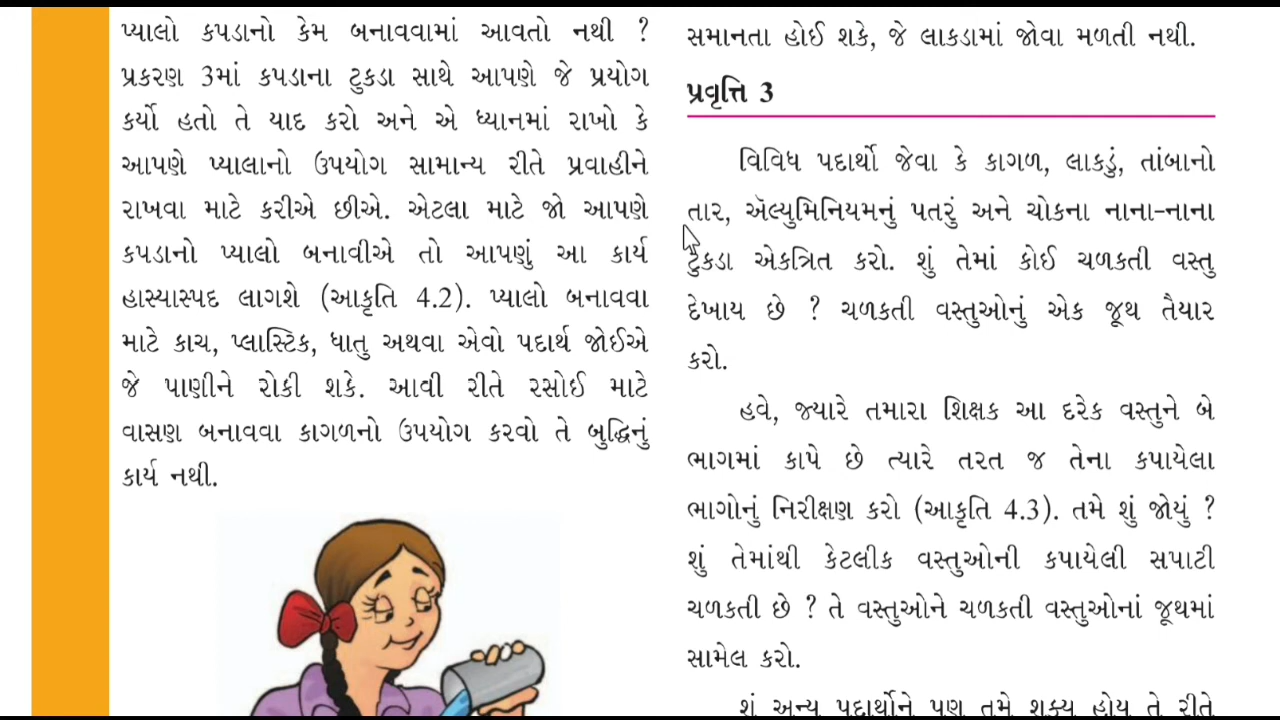 પ્યાલો કપડાનો કેમ બનાવવામાં આવતો નથી ?
પ્રકરણ 3માં કપડાના ટુકડા સાથે આપણે જે પ્રયોગ
કર્યો હતો તે યાદ કરો અને એ ધ્યાનમાં રાખો કે
આપણે પ્યાલાનો ઉપયોગ સામાન્ય રીતે પ્રવાહીને
રાખવા માટે કરીએ છીએ. એટલા માટે જો આપણે
કપડાનો પ્યાલો બનાવીએ તો આપણું આ કાર્ય
હાસ્યાસ્પદ લાગશે (આકૃતિ 4.2). પ્યાલો બનાવવા
માટે કાચ, પ્લાસ્ટિક, ધાતુ અથવા એવો પદાર્થ જોઈએ
જે પાણીને રોકી શકે. આવી રીતે રસોઈ માટે
વાસણ બનાવવા કાગળનો ઉપયોગ કરવો તે બુદ્ધિનું
કાર્ય નથી.
સમાનતા હોઈ શકે, જે લાકડામાં જોવા મળતી નથી.
પ્રવૃત્તિ 3
વિવિધ પદાર્થો જેવા કે કાગળ, લાકડું, તાંબાનો
તાર, ઍલ્યુમિનિયમનું પતરું અને ચોકના નાના-નાના
ટુકડા એકત્રિત કરો. શું તેમાં કોઈ ચળકતી વસ્તુ
દેખાય છે ? ચળકતી વસ્તુઓનું એક જૂથ તૈયાર
કરો.
હવે, જ્યારે તમારા શિક્ષક આ દરેક વસ્તુને બે
ભાગમાં કાપે છે ત્યારે તરત જ તેના કપાયેલા
ભાગોનું નિરીક્ષણ કરો (આકૃતિ 4.3). તમે શું જોયું ?
શું તેમાંથી કેટલીક વસ્તુઓની કપાયેલી સપાટી
ચળકતી છે ? તે વસ્તુઓને ચળકતી વસ્તુઓનાં જૂથમાં
સામેલ કરો.
શું અન્ય પદાર્થોને પણ તમે શક્ય હોય તે રીતે